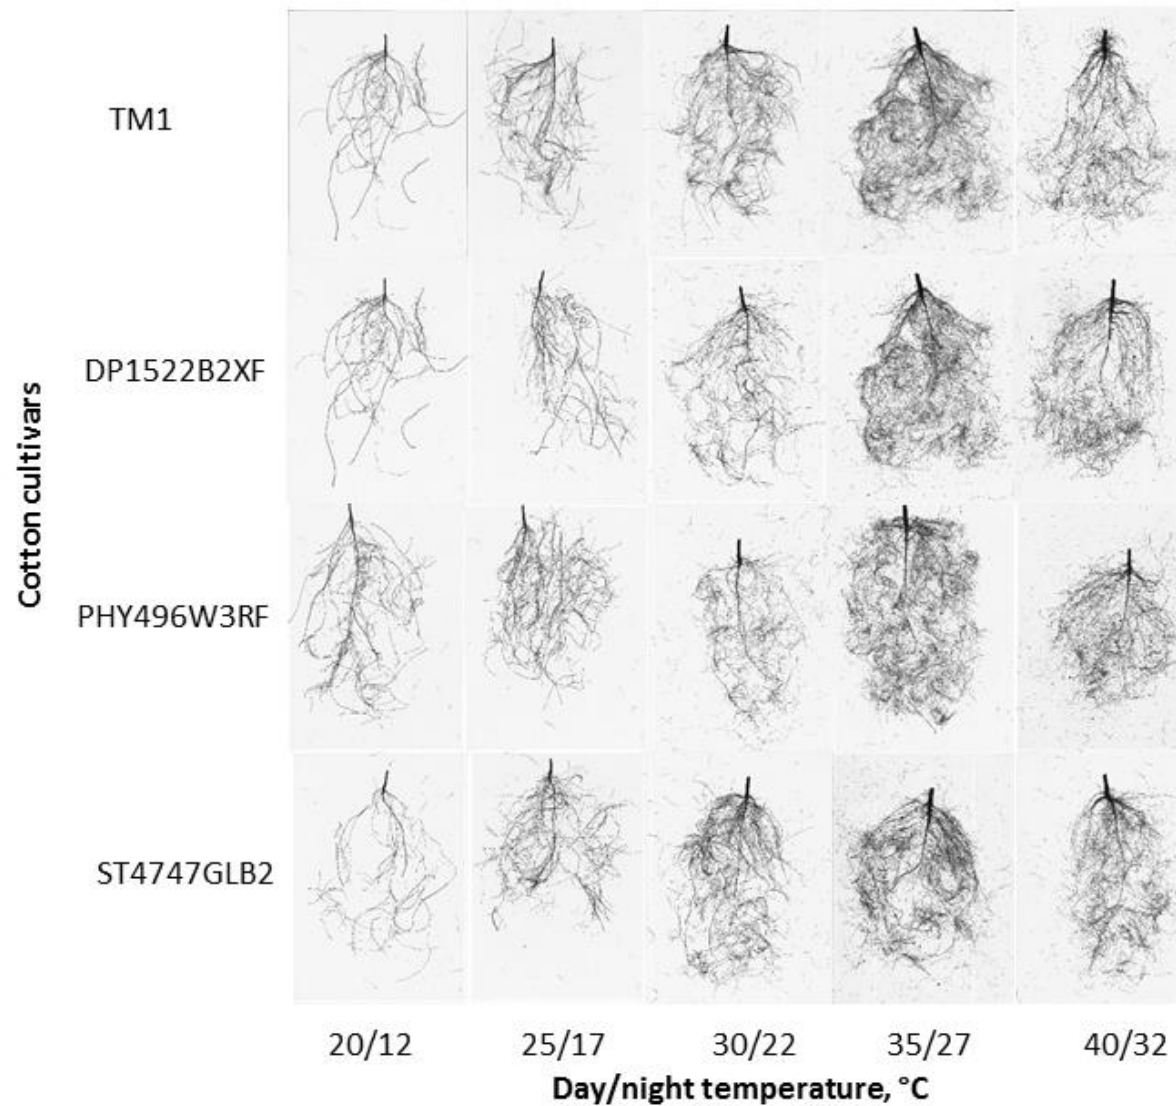 Cotton cultivars
TM1
DP1522B2XF
PHY496W3RF
ST4747GLB2
20/12 25/17 30/22 35/27 40/32
Day/night temperature, °C